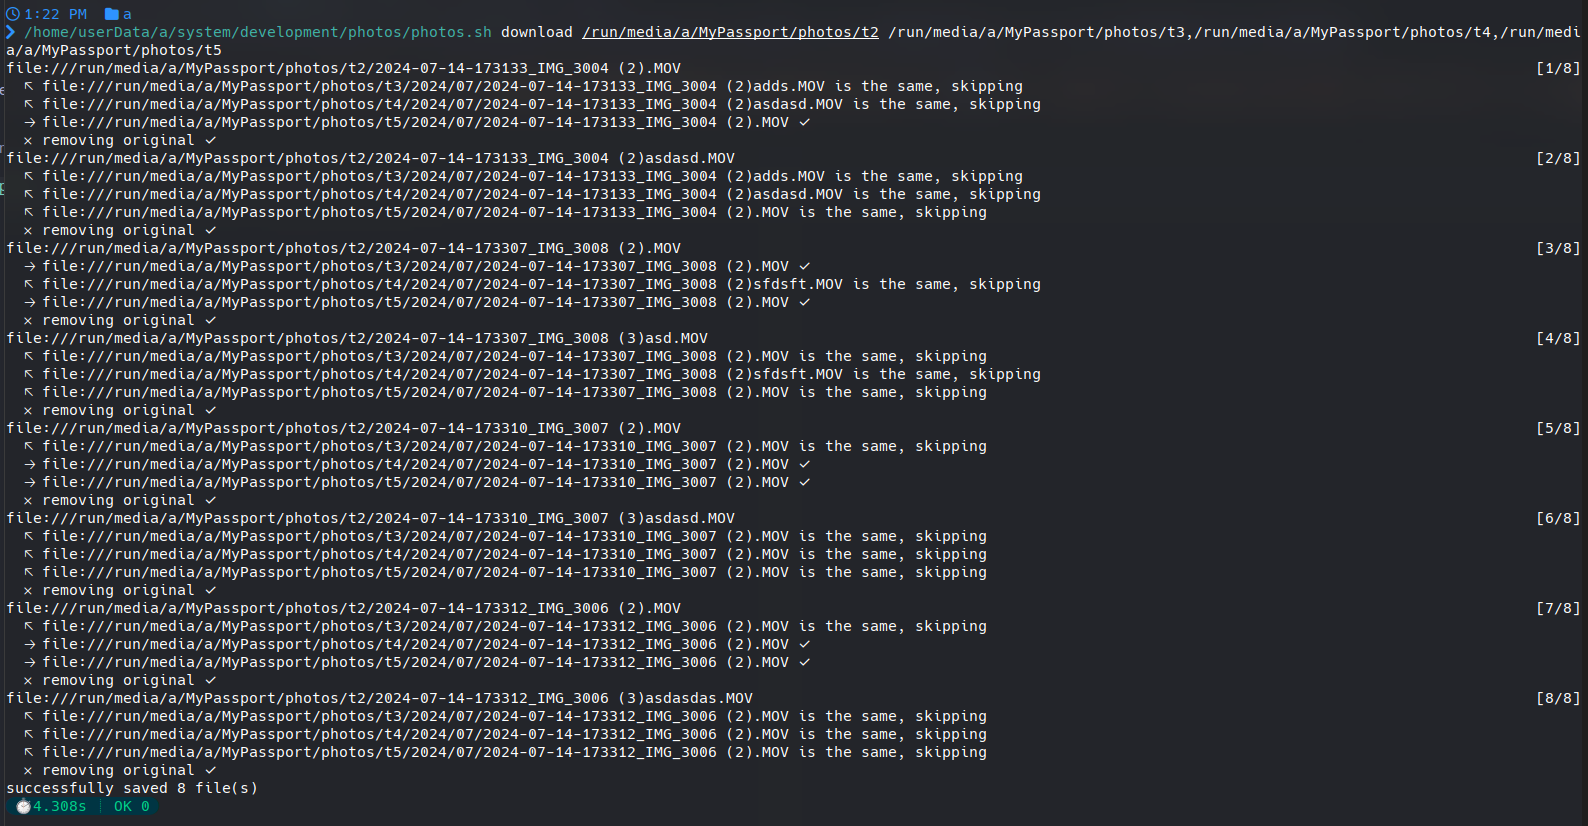 1:22 PM a
❯ /home/userData/a/system/development/photos/photos.sh download /run/media/a/MyPassport/photos/t2 /run/media/a/MyPassport/photos/t3,/run/media/a/MyPassport/photos/t4,/run/medi
a/a/MyPassport/photos/t5
file:///run/media/a/MyPassport/photos/t2/2024-07-14-173133_IMG_3004 (2).MOV [1/8]
↖ file:///run/media/a/MyPassport/photos/t3/2024/07/2024-07-14-173133_IMG_3004 (2)adds.MOV is the same, skipping
↖ file:///run/media/a/MyPassport/photos/t4/2024/07/2024-07-14-173133_IMG_3004 (2)asdasd.MOV is the same, skipping
→ file:///run/media/a/MyPassport/photos/t5/2024/07/2024-07-14-173133_IMG_3004 (2).MOV ✓
× removing original ✓
file:///run/media/a/MyPassport/photos/t2/2024-07-14-173133_IMG_3004 (2)asdasd.MOV [2/8]
↖ file:///run/media/a/MyPassport/photos/t3/2024/07/2024-07-14-173133_IMG_3004 (2)adds.MOV is the same, skipping
↖ file:///run/media/a/MyPassport/photos/t4/2024/07/2024-07-14-173133_IMG_3004 (2)asdasd.MOV is the same, skipping
↖ file:///run/media/a/MyPassport/photos/t5/2024/07/2024-07-14-173133_IMG_3004 (2).MOV is the same, skipping
× removing original ✓
file:///run/media/a/MyPassport/photos/t2/2024-07-14-173307_IMG_3008 (2).MOV [3/8]
→ file:///run/media/a/MyPassport/photos/t3/2024/07/2024-07-14-173307_IMG_3008 (2).MOV ✓
↖ file:///run/media/a/MyPassport/photos/t4/2024/07/2024-07-14-173307_IMG_3008 (2)sfdsft.MOV is the same, skipping
→ file:///run/media/a/MyPassport/photos/t5/2024/07/2024-07-14-173307_IMG_3008 (2).MOV ✓
× removing original ✓
file:///run/media/a/MyPassport/photos/t2/2024-07-14-173307_IMG_3008 (3)asd.MOV [4/8]
↖ file:///run/media/a/MyPassport/photos/t3/2024/07/2024-07-14-173307_IMG_3008 (2).MOV is the same, skipping
↖ file:///run/media/a/MyPassport/photos/t4/2024/07/2024-07-14-173307_IMG_3008 (2)sfdsft.MOV is the same, skipping
↖ file:///run/media/a/MyPassport/photos/t5/2024/07/2024-07-14-173307_IMG_3008 (2).MOV is the same, skipping
× removing original ✓
file:///run/media/a/MyPassport/photos/t2/2024-07-14-173310_IMG_3007 (2).MOV [5/8]
↖ file:///run/media/a/MyPassport/photos/t3/2024/07/2024-07-14-173310_IMG_3007 (2).MOV is the same, skipping
→ file:///run/media/a/MyPassport/photos/t4/2024/07/2024-07-14-173310_IMG_3007 (2).MOV ✓
→ file:///run/media/a/MyPassport/photos/t5/2024/07/2024-07-14-173310_IMG_3007 (2).MOV ✓
× removing original ✓
file:///run/media/a/MyPassport/photos/t2/2024-07-14-173310_IMG_3007 (3)asdasd.MOV [6/8]
↖ file:///run/media/a/MyPassport/photos/t3/2024/07/2024-07-14-173310_IMG_3007 (2).MOV is the same, skipping
↖ file:///run/media/a/MyPassport/photos/t4/2024/07/2024-07-14-173310_IMG_3007 (2).MOV is the same, skipping
↖ file:///run/media/a/MyPassport/photos/t5/2024/07/2024-07-14-173310_IMG_3007 (2).MOV is the same, skipping
× removing original ✓
file:///run/media/a/MyPassport/photos/t2/2024-07-14-173312_IMG_3006 (2).MOV [7/8]
↖ file:///run/media/a/MyPassport/photos/t3/2024/07/2024-07-14-173312_IMG_3006 (2).MOV is the same, skipping
→ file:///run/media/a/MyPassport/photos/t4/2024/07/2024-07-14-173312_IMG_3006 (2).MOV ✓
→ file:///run/media/a/MyPassport/photos/t5/2024/07/2024-07-14-173312_IMG_3006 (2).MOV ✓
× removing original ✓
file:///run/media/a/MyPassport/photos/t2/2024-07-14-173312_IMG_3006 (3)asdasdas.MOV [8/8]
↖ file:///run/media/a/MyPassport/photos/t3/2024/07/2024-07-14-173312_IMG_3006 (2).MOV is the same, skipping
↖ file:///run/media/a/MyPassport/photos/t4/2024/07/2024-07-14-173312_IMG_3006 (2).MOV is the same, skipping
↖ file:///run/media/a/MyPassport/photos/t5/2024/07/2024-07-14-173312_IMG_3006 (2).MOV is the same, skipping
× removing original ✓
successfully saved 8 file(s)
4.308s | OK 0